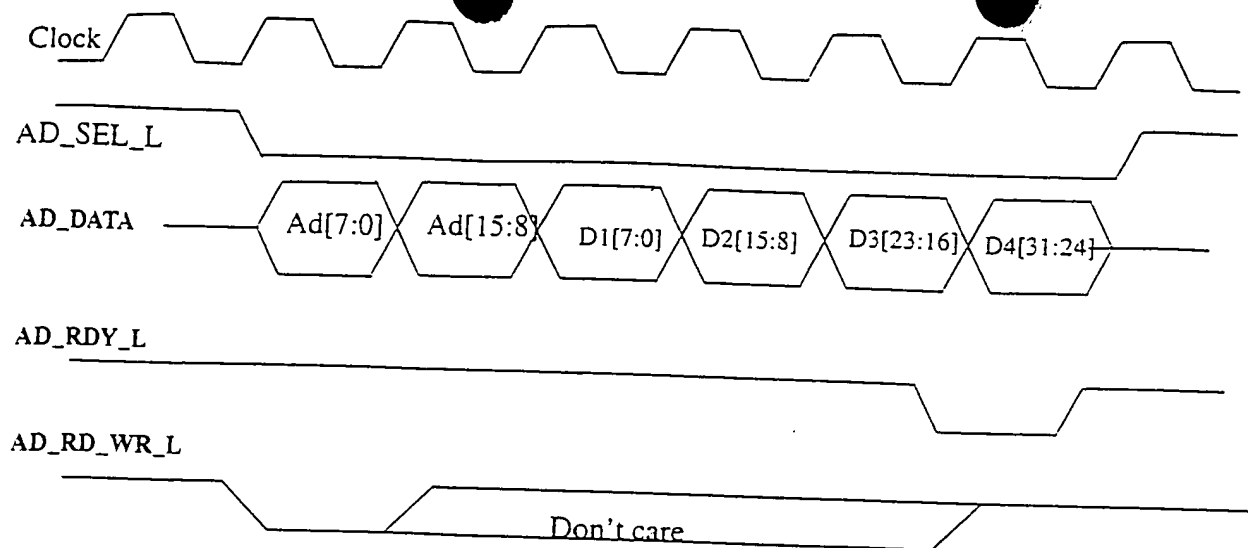 Clock
AD_SEL_L
AD_DATA
Ad[7:0]
Ad[15:8]
D1[7:0]
D2[15:8]
D3[23:16]
D4[31:24]
AD_RDY_L
AD_RD_WR_L
Don't care